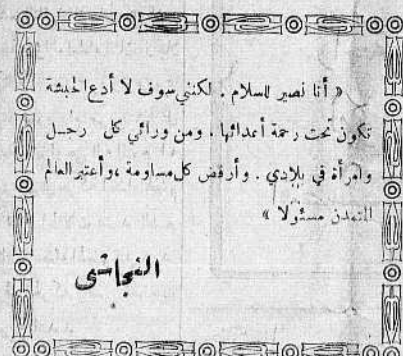 « أنا نصير للسلام . لكنني سوف لا أدع الحبشة
تكون تحت رحمة أعدائها . ومن ورائي كل رجل
وامرأة في بلادي . وأرفض كل مساومة ، وأعتبر العالم
المتمدن مسئولا »
النجاشي